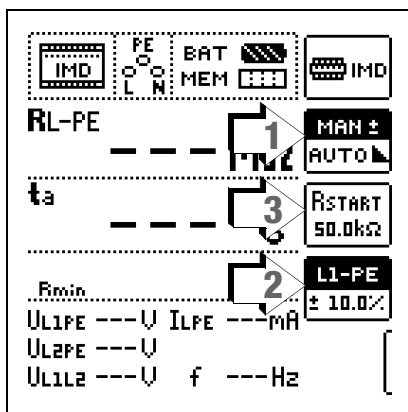 IMD
PE
L N
BAT
MEM
IMD
RL-PE
1
MAN ±
AUTO
ta
3
RSTART
50.0kΩ
2
L1-PE
± 10.0%
Rmin
UL1PE ---V ILPE ---mA
UL2PE ---V
UL1L2 ---V f ---Hz